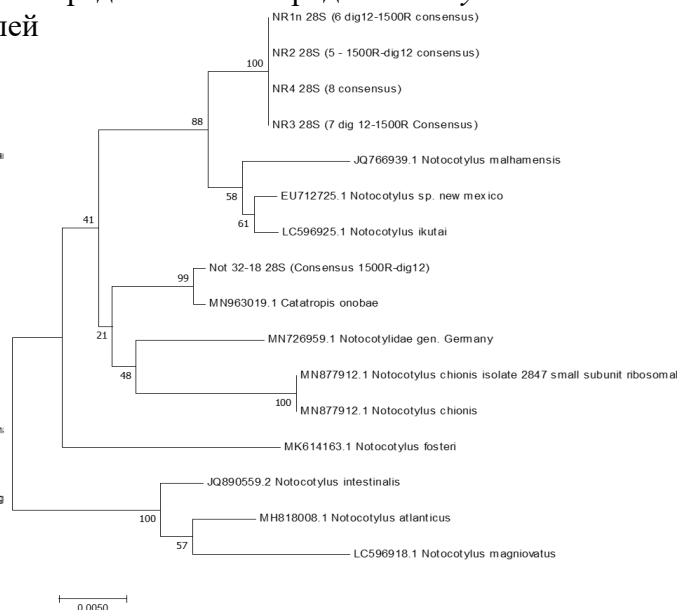 лей
NR1n 28S (6 dig12-1500R consensus)
NR2 28S (5 - 1500R-dig12 consensus)
100
NR4 28S (8 consensus)
88
NR3 28S (7 dig 12-1500R Consensus)
JQ766939.1 Notocotylus malhamensis
58
EU712725.1 Notocotylus sp. new mexico
61
LC596925.1 Notocotylus ikutai
41
Not 32-18 28S (Consensus 1500R-dig12)
99
MN963019.1 Catatropis onobae
21
MN726959.1 Notocotylidae gen. Germany
48
MN877912.1 Notocotylus chionis isolate 2847 small subunit ribosomal
100
MN877912.1 Notocotylus chionis
MK614163.1 Notocotylus fosteri
JQ890559.2 Notocotylus intestinalis
100
MH818008.1 Notocotylus atlanticus
57
LC596918.1 Notocotylus magniovatus
0.0050